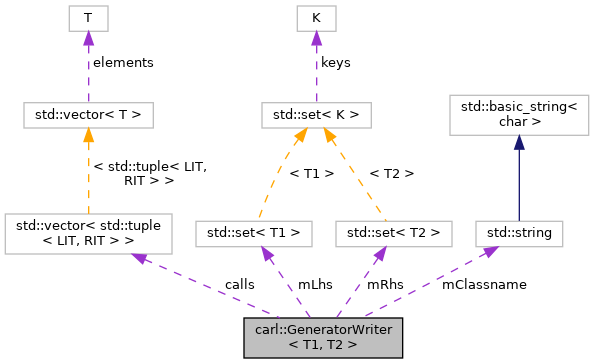 T
K
elements
keys
std::vector< T >
std::set< K >
std::basic_string<
char >
< std::tuple< LIT,
RIT > >
< T1 >
< T2 >
std::vector< std::tuple
< LIT, RIT > >
std::set< T1 >
std::set< T2 >
std::string
calls
mLhs
mRhs
mClassname
carl::GeneratorWriter
< T1, T2 >